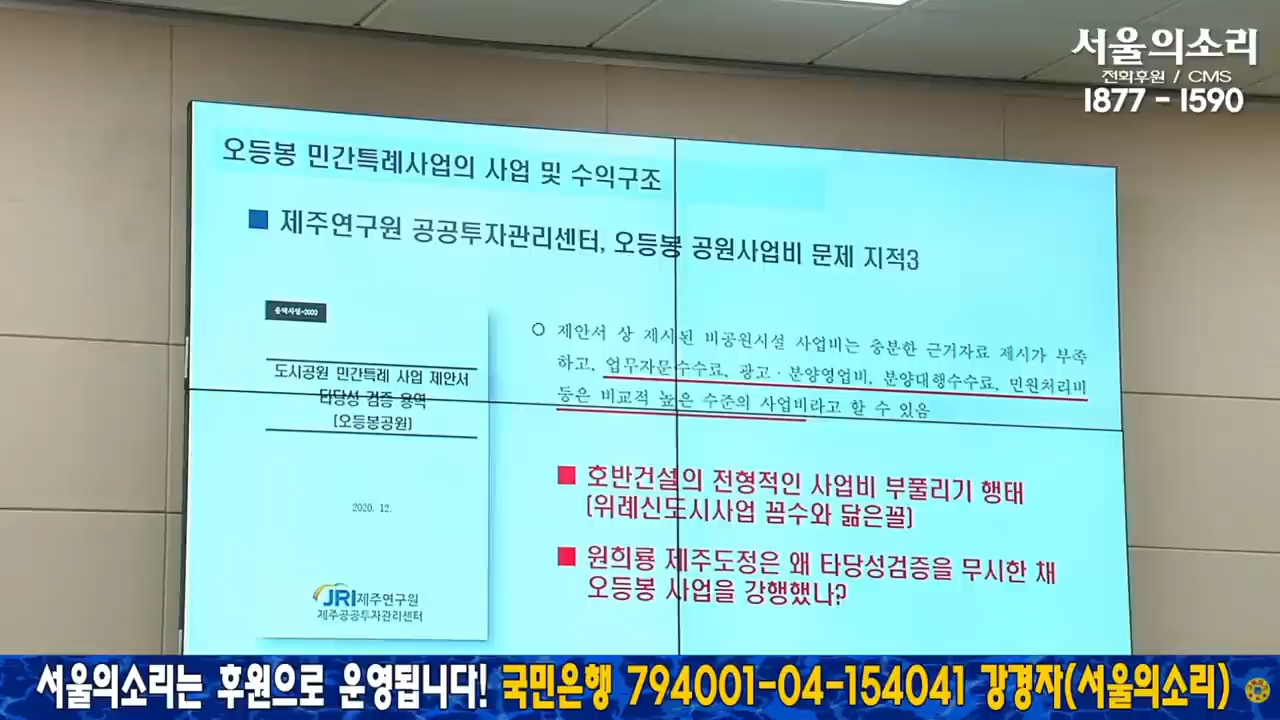 서울의소리
전화후원 / CMS
1877 - 1590
오등봉 민간특례사업의 사업 및 수익구조
■ 제주연구원 공공투자관리센터, 오등봉 공원사업비 문제 지적3
용역사업-2020
도시공원 민간특례 사업 제안서
타당성 검증 용역
(오등봉공원)
2020. 12.
JRI제주연구원
제주공공투자관리센터
○ 제안서 상 제시된 비공원시설 사업비는 충분한 근거자료 제시가 부족
하고, 업무자문수수료, 광고·분양영업비, 분양대행수수료, 민원처리비
등은 비교적 높은 수준의 사업비라고 할 수 있음
■ 호반건설의 전형적인 사업비 부풀리기 행태
(위례신도시사업 꼼수와 닮은꼴)
■ 원희룡 제주도정은 왜 타당성검증을 무시한 채
오등봉 사업을 강행했나?
서울의소리는 후원으로 운영됩니다! 국민은행 794001-04-154041 강경자(서울의소리)